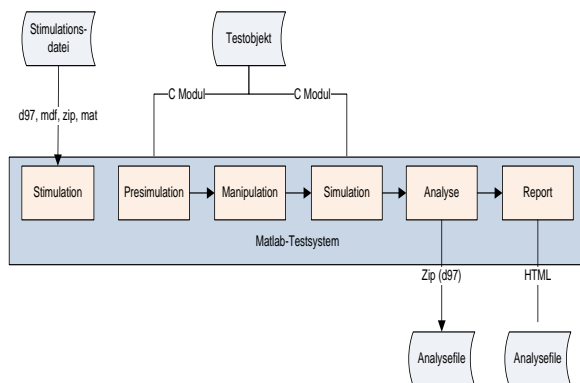 Stimulations-
datei
Testobjekt
C Modul
C Modul
d97, mdf, zip, mat
Stimulation
Presimulation
Manipulation
Simulation
Analyse
Report
Matlab-Testsystem
Zip (d97)
HTML
Analysefile
Analysefile